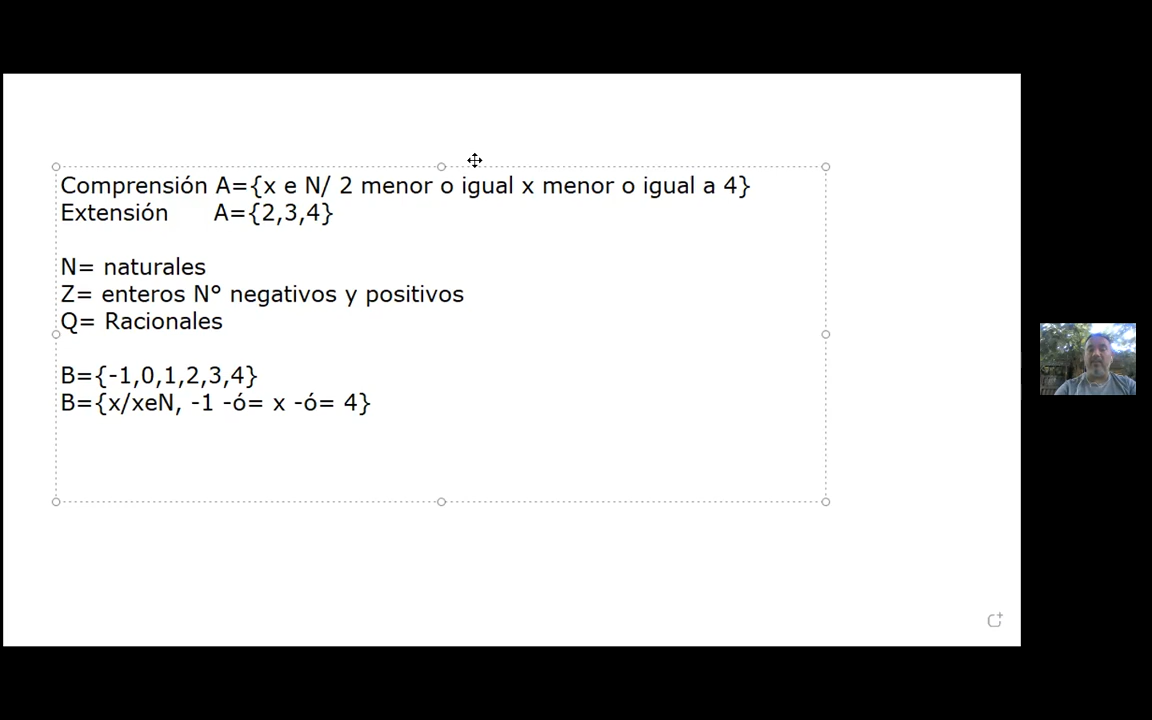 Comprensión A={x e N/ 2 menor o igual x menor o igual a 4}
Extensión A={2,3,4}
N= naturales
Z= enteros N° negativos y positivos
Q= Racionales
B={-1,0,1,2,3,4}
B={x/xeN, -1 -ó= x -ó= 4}